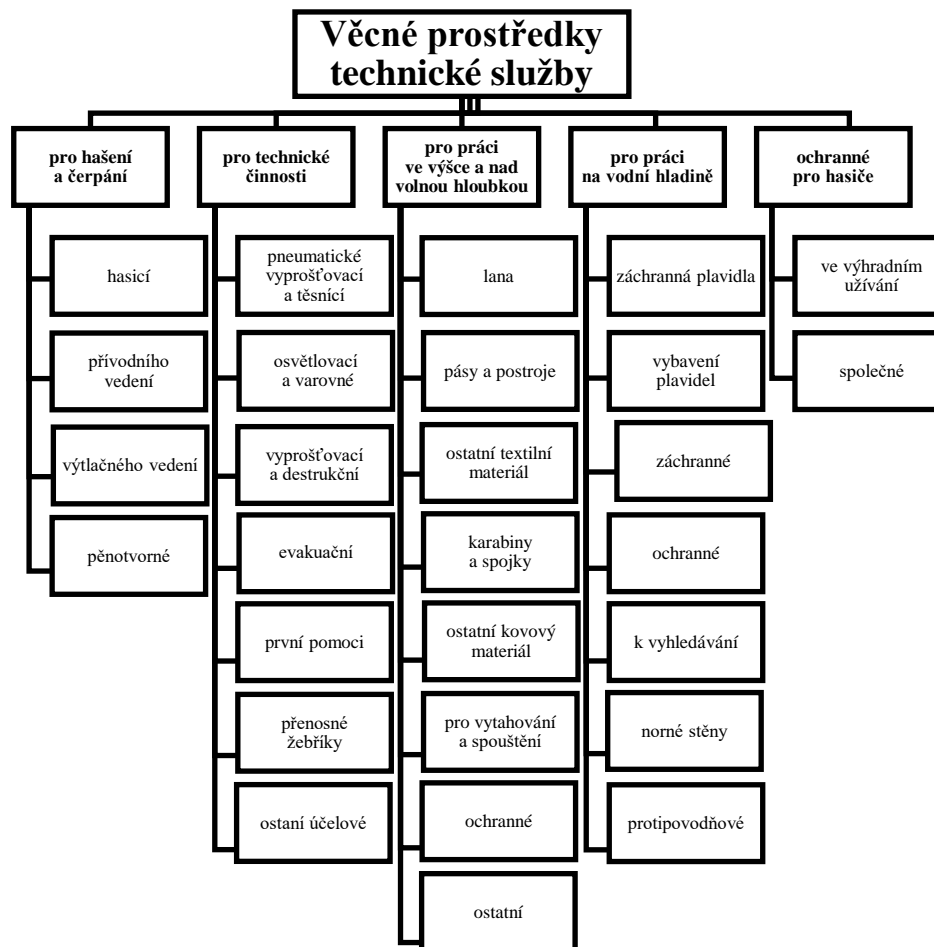 Věcné prostředky
technické služby
pro hašení
a čerpání
hasicí
přívodního
vedení
výtlačného vedení
pěnotvorné
pro technické
činnosti
pneumatické
vyprošťovací
a těsnící
osvětlovací
a varovné
vyprošťovací
a destrukční
evakuační
první pomoci
přenosné
žebříky
ostaní účelové
pro práci
ve výšce a nad
volnou hloubkou
lana
pásy a postroje
ostatní textilní
materiál
karabiny
a spojky
ostatní kovový
materiál
pro vytahování
a spouštění
ochranné
ostatní
pro práci
na vodní hladině
záchranná plavidla
vybavení
plavidel
záchranné
ochranné
k vyhledávání
norné stěny
protipovodňové
ochranné
pro hasiče
ve výhradním
užívání
společné